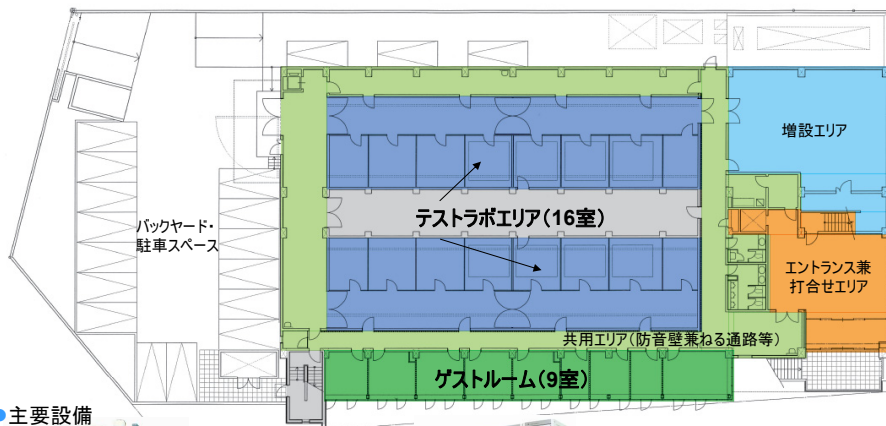 増設エリア
テストラボエリア(16室)
バックヤード・
駐車スペース
エントランス兼
打合せエリア
共用エリア(防音壁兼ねる通路等)
ゲストルーム(9室)
●主要設備